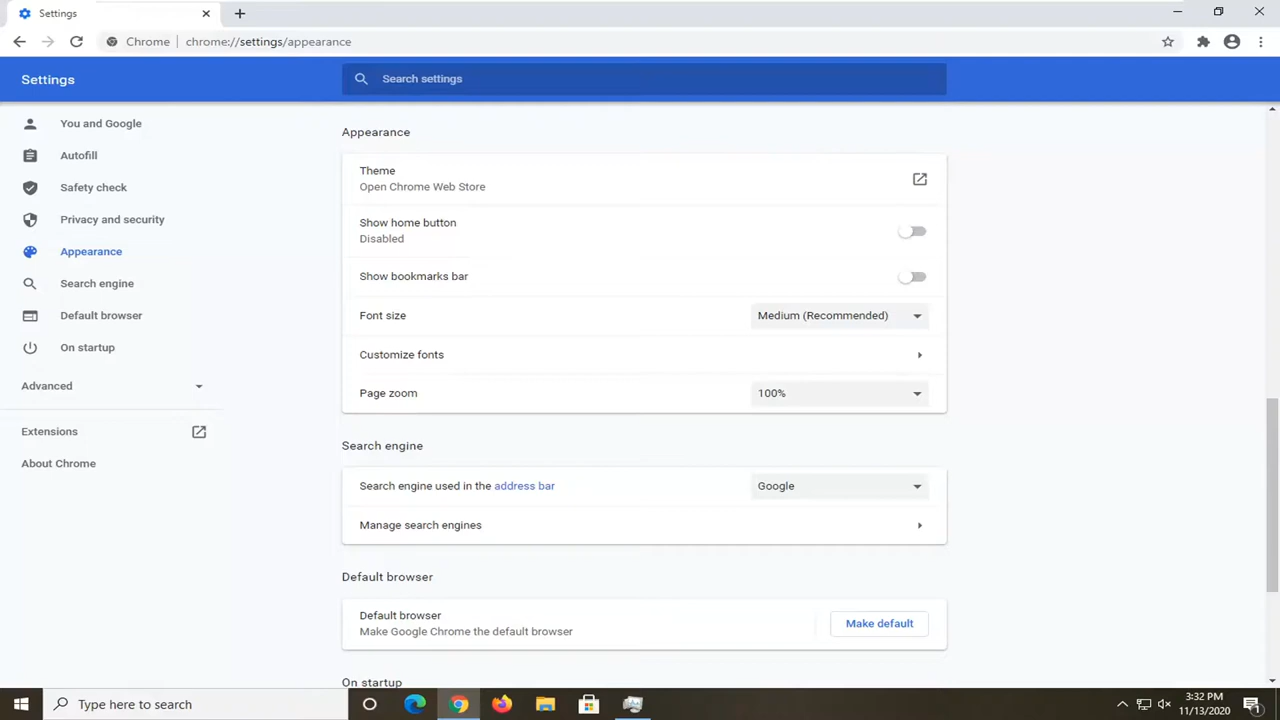 Settings
Chrome | chrome://settings/appearance
Settings
Search settings
You and Google
Autofill
Safety check
Privacy and security
Appearance
Search engine
Default browser
On startup
Advanced
Extensions
About Chrome
Appearance
Theme
Open Chrome Web Store
Show home button
Disabled
Show bookmarks bar
Font size
Medium (Recommended)
Customize fonts
Page zoom
100%
Search engine
Search engine used in the address bar
Google
Manage search engines
Default browser
Default browser
Make Google Chrome the default browser
Make default
On startup
Type here to search
3:32 PM
11/13/2020
1